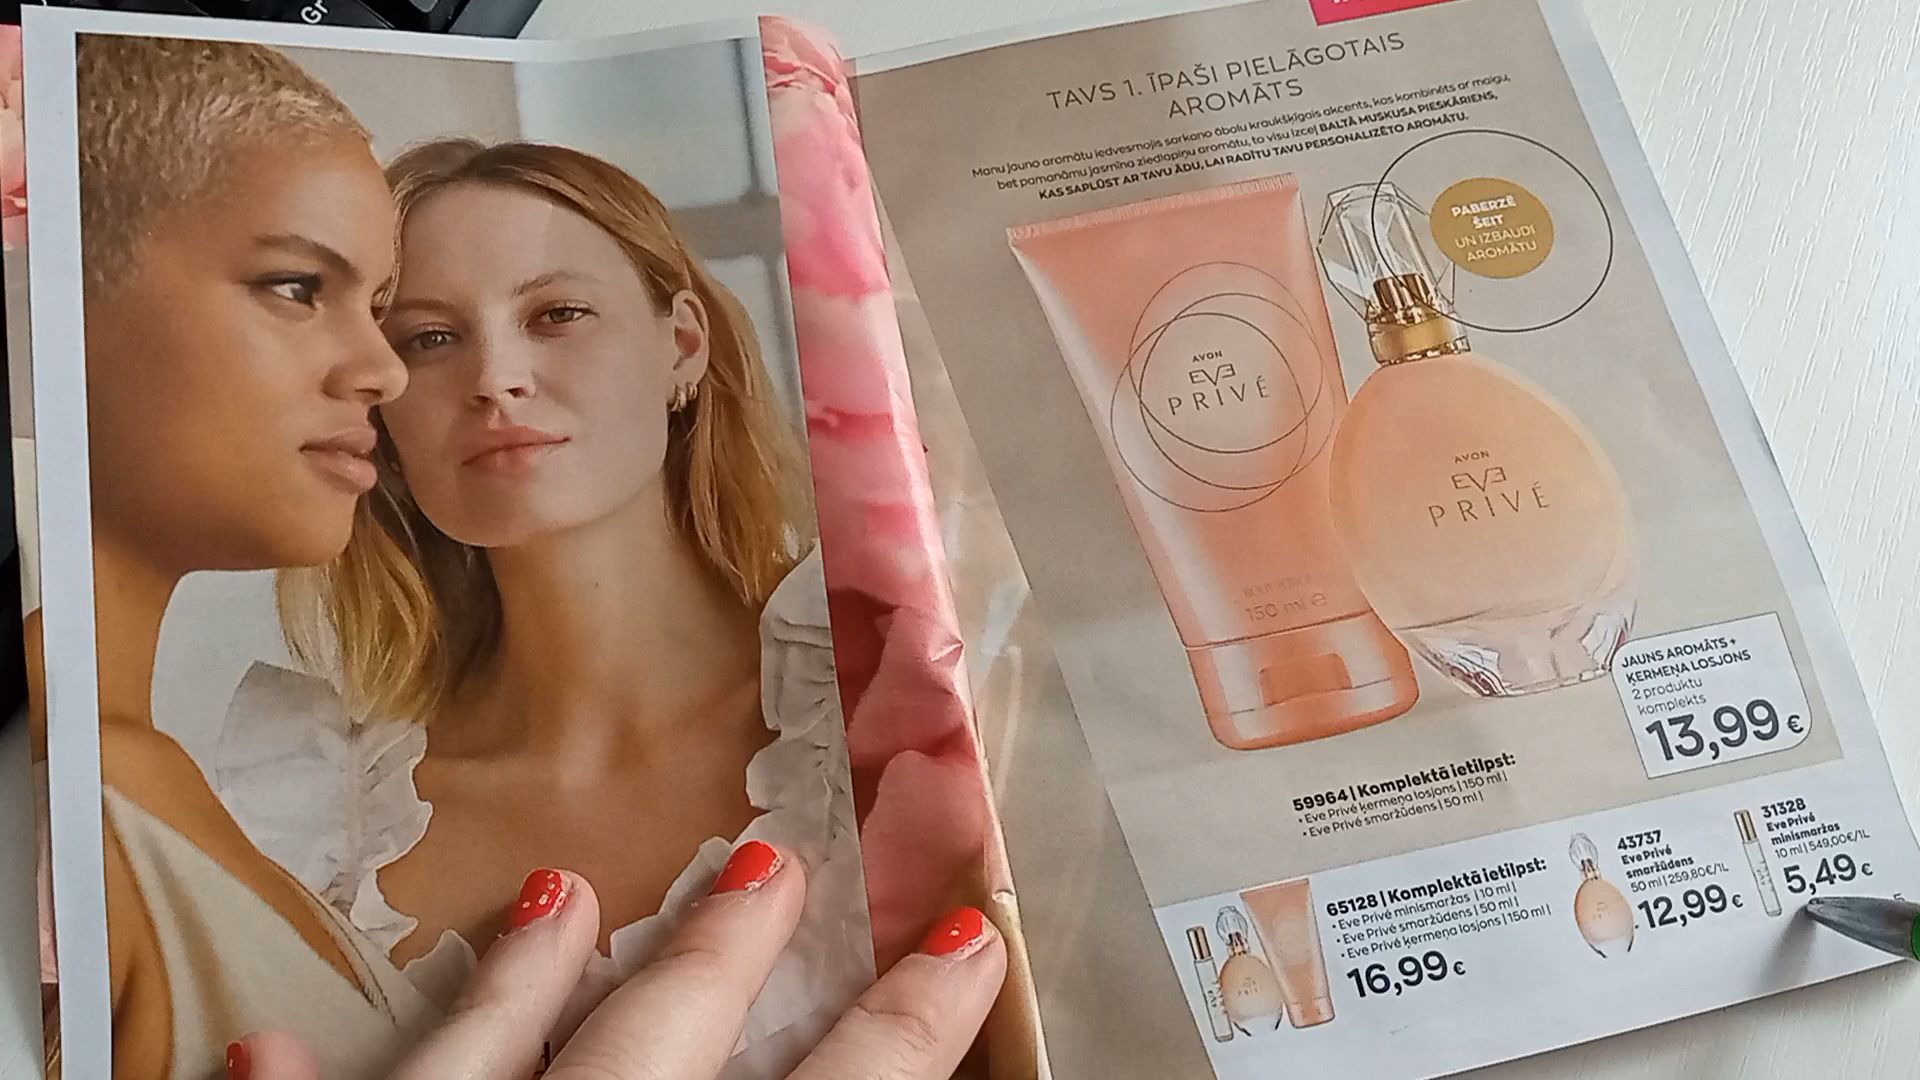 Gr
TAVS 1. ĪPAŠI PIELĀGOTAIS
AROMĀTS
Manu jauno aromātu iedvesmojis sarkano ābolu kraukšķīgais akcents, kas kombinēts ar maigu,
bet pamanāmu jasmīna ziedlapiņu aromātu, to visu izceļ BALTĀ MUSKUSA PIESKĀRIENS,
KAS SAPLŪST AR TAVU ĀDU, LAI RADĪTU TAVU PERSONALIZĒTO AROMĀTU.
PABERZĒ
ŠEIT
UN IZBAUDI
AROMĀTU
AVON
EVE
PRIVÉ
150 ml e
AVON
EVE
PRIVÉ
JAUNS AROMĀTS +
ĶERMEŅA LOSJONS
2 produktu
komplekts
13,99 €
59964 | Komplektā ietilpst:
• Eve Privé ķermeņa losjons | 150 ml |
• Eve Privé smaržūdens | 50 ml |
65128 | Komplektā ietilpst:
• Eve Privé minismaržas | 10 ml |
• Eve Privé smaržūdens | 50 ml |
• Eve Privé ķermeņa losjons | 150 ml |
16,99 €
43737
Eve Privé
smaržūdens
50 ml | 259,80€/1L
12,99 €
31328
Eve Privé
minismaržas
10 ml | 549,00€/1L
5,49 €
5